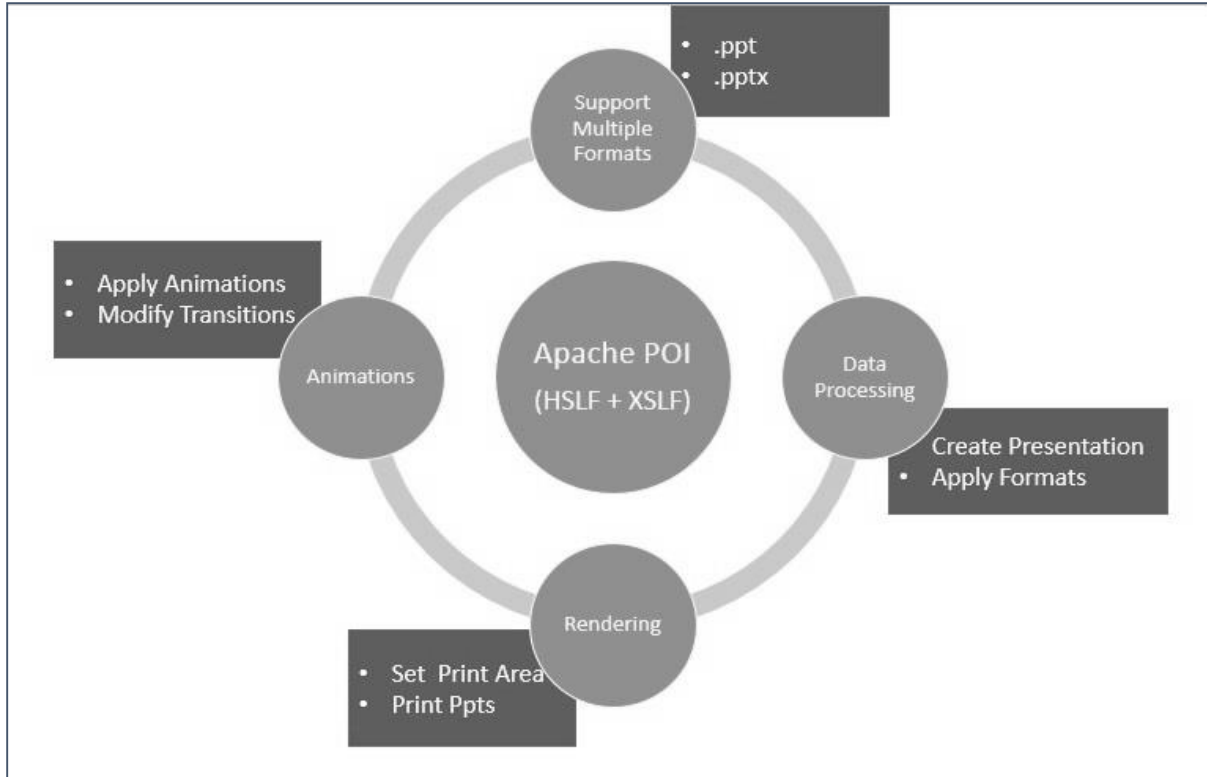 • .ppt
• .pptx
Support
Multiple
Formats
• Apply Animations
• Modify Transitions
Animations
Apache POI
(HSLF + XSLF)
Data
Processing
Create Presentation
• Apply Formats
Rendering
• Set Print Area
• Print Ppts